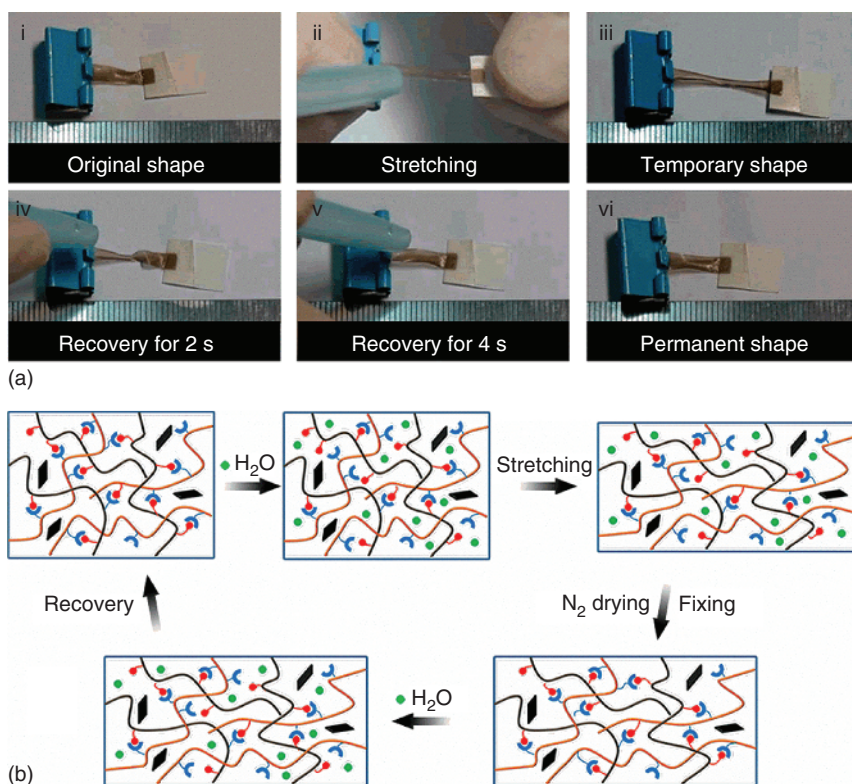 i
Original shape
ii
Stretching
iii
Temporary shape
iv
Recovery for 2 s
v
Recovery for 4 s
vi
Permanent shape
(a)
H₂O
Stretching
Recovery
N₂ drying Fixing
H₂O
(b)